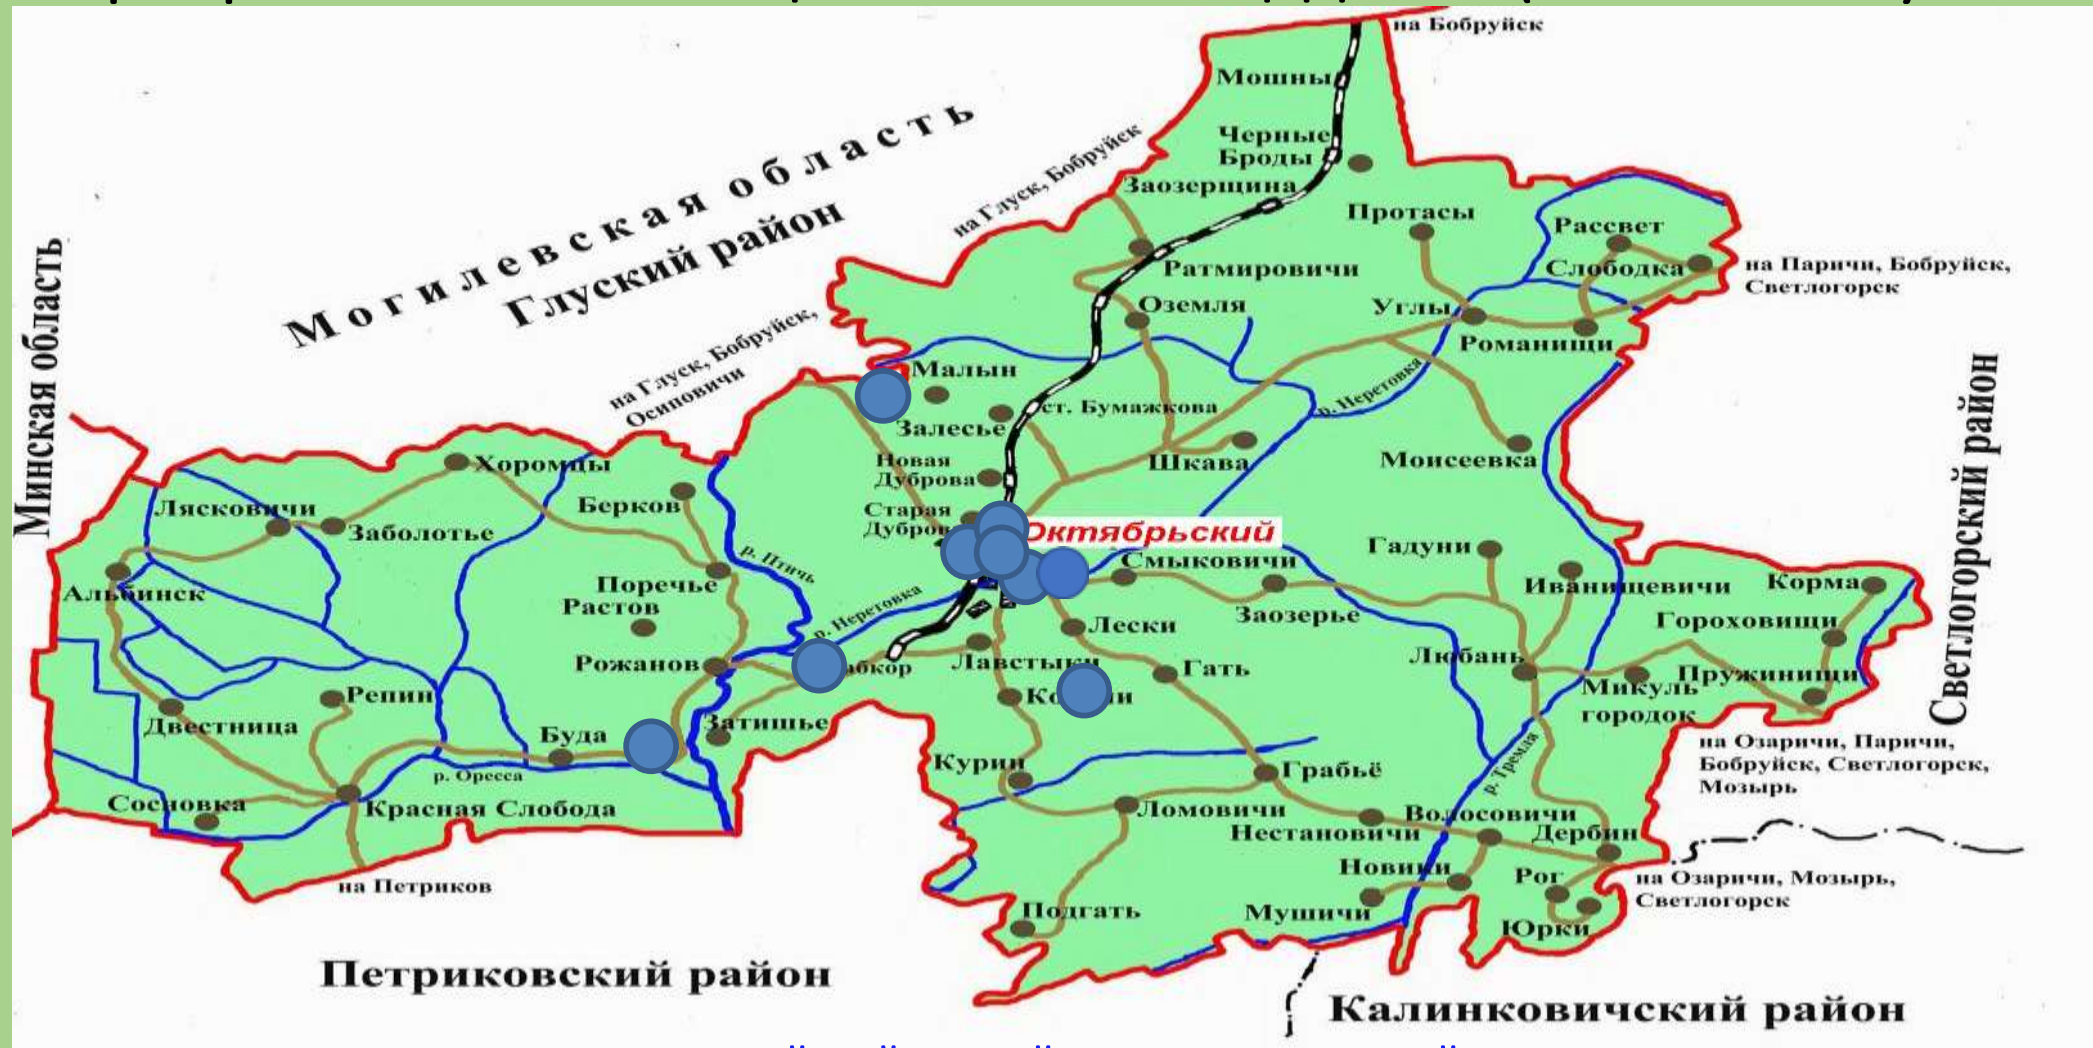 на Бобруйск
Мошны
Черные
Броды
Заозерщина
на Глуск, Бобруйск
Могилевская область
Глуский район
Протасы
Рассвет
Слободка
на Паричи, Бобруйск,
Светлогорск
Ратмировичи
Оземля
Углы
Романищи
Минская область
на Глуск, Бобруйск,
Осиповичи
Малын
р. Неретовка
ст. Бумажкова
Залесье
Светлогорский район
Хоромцы
Новая
Дуброва
Шкава
Моисеевка
Берков
Лясковичи
Заболотье
Старая
Октябрьский
р. Птичь
Смыковичи
Гадуни
Иванищевичи
Корма
Альбинск
Поречье
Растов
р. Неретовка
Заозерье
Гороховищи
Лески
Рожанов
Лавстыки
Гать
Любань
Микуль
городок
Пружинищи
Репин
Двестница
Затишье
Буда
на Озаричи, Паричи,
Бобруйск, Светлогорск,
Мозырь
р. Оресса
Курин
Грабьё
р. Тремля
Сосновка
Красная Слобода
Ломовичи
Нестановичи
Волосовичи
Дербин
на Петриков
Новики
Рог
на Озаричи, Мозырь,
Светлогорск
Подгать
Мушичи
Юрки
Петриковский район
Калинковичский район